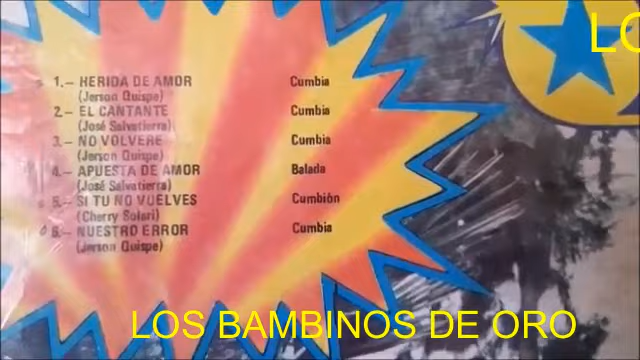 LO
1.- HERIDA DE AMOR Cumbia
(Jerson Quispe)
2.- EL CANTANTE Cumbia
(José Salvatierra)
3.- NO VOLVERE Cumbia
(Jerson Quispe)
4.- APUESTA DE AMOR Balada
(José Salvatierra)
5.- SI TU NO VUELVES Cumbión
(Cherry Solari)
6.- NUESTRO ERROR Cumbia
(Jerson Quispe)
LOS BAMBINOS DE ORO